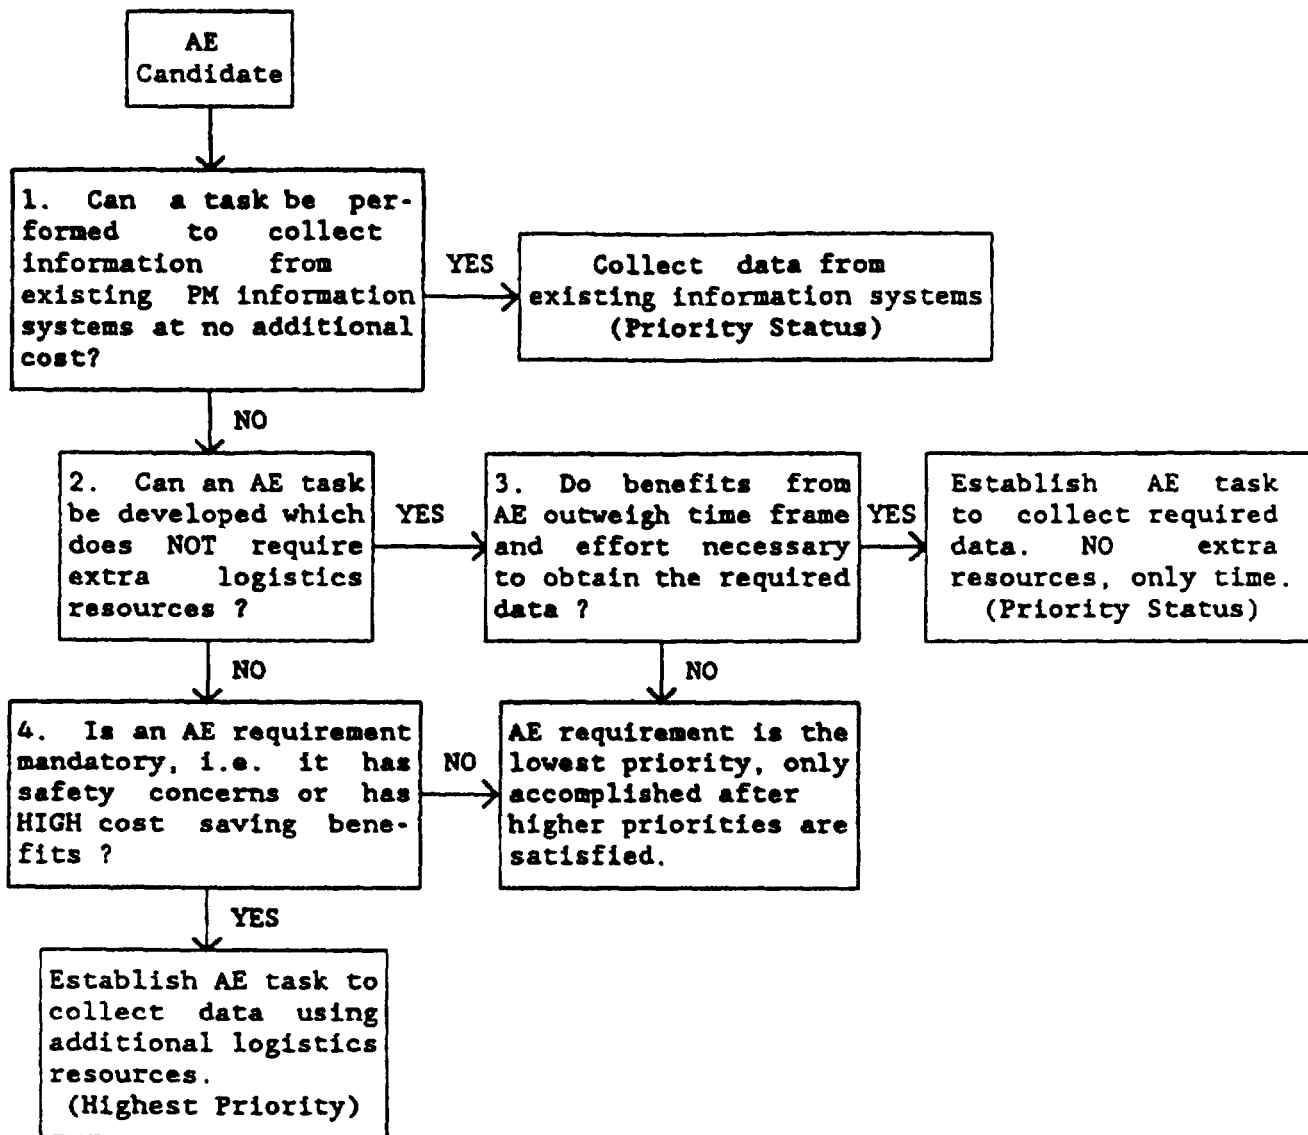 AE
Candidate
1. Can a task be per-
formed to collect
information from
existing PM information
systems at no additional
cost?
YES
Collect data from
existing information systems
(Priority Status)
NO
2. Can an AE task
be developed which
does NOT require
extra logistics
resources ?
YES
3. Do benefits from
AE outweigh time frame
and effort necessary
to obtain the required
data ?
YES
Establish AE task
to collect required
data. NO extra
resources, only time.
(Priority Status)
NO
NO
4. Is an AE requirement
mandatory, i.e. it has
safety concerns or has
HIGH cost saving bene-
fits ?
NO
AE requirement is the
lowest priority, only
accomplished after
higher priorities are
satisfied.
YES
Establish AE task to
collect data using
additional logistics
resources.
(Highest Priority)